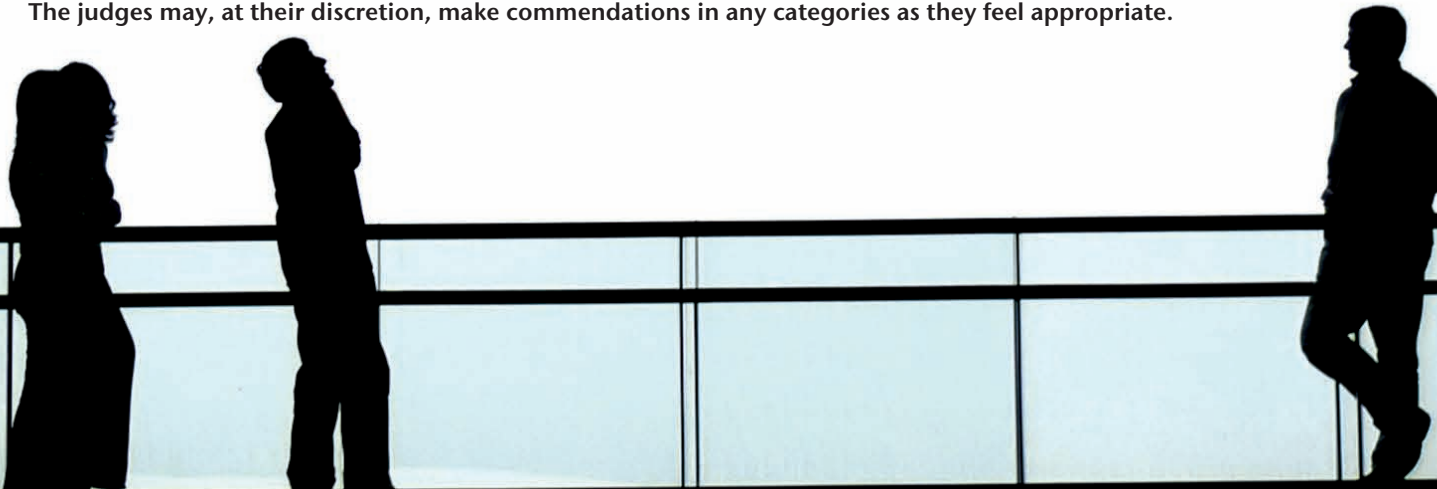 The judges may, at their discretion, make commendations in any categories as they feel appropriate.